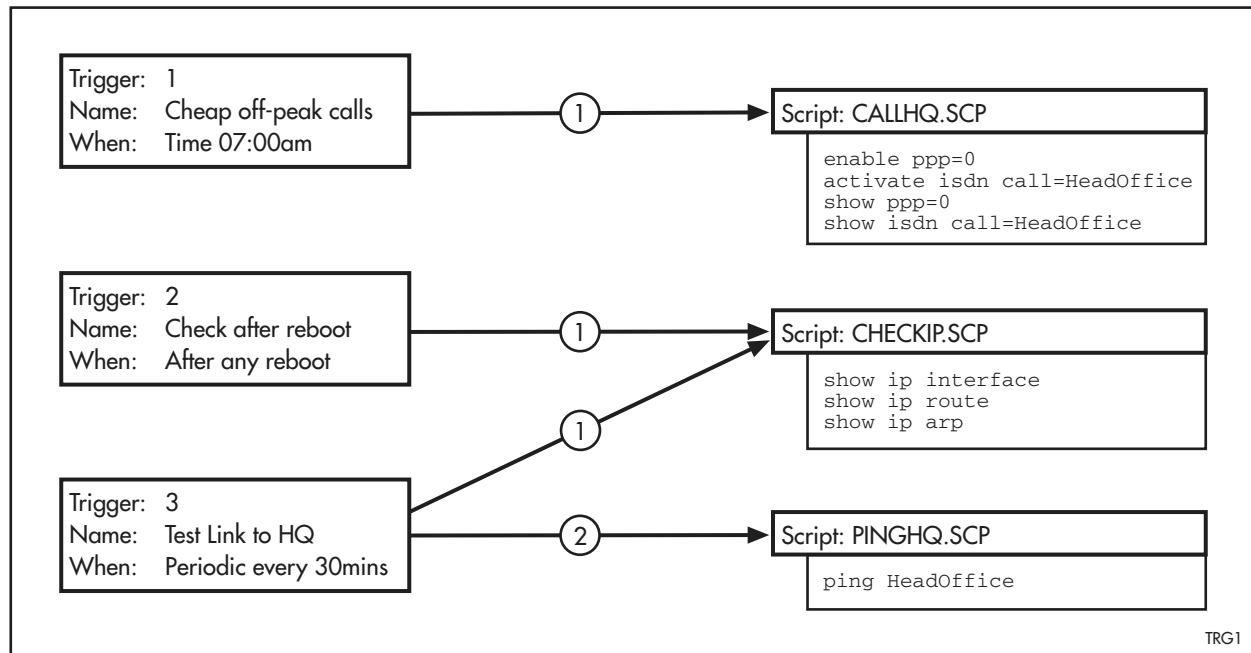 Trigger: 1
Name: Cheap off-peak calls
When: Time 07:00am
1
Script: CALLHQ.SCP
enable ppp=0
activate isdn call=HeadOffice
show ppp=0
show isdn call=HeadOffice
Trigger: 2
Name: Check after reboot
When: After any reboot
1
Script: CHECKIP.SCP
show ip interface
show ip route
show ip arp
1
Trigger: 3
Name: Test Link to HQ
When: Periodic every 30mins
2
Script: PINGHQ.SCP
ping HeadOffice
TRG1